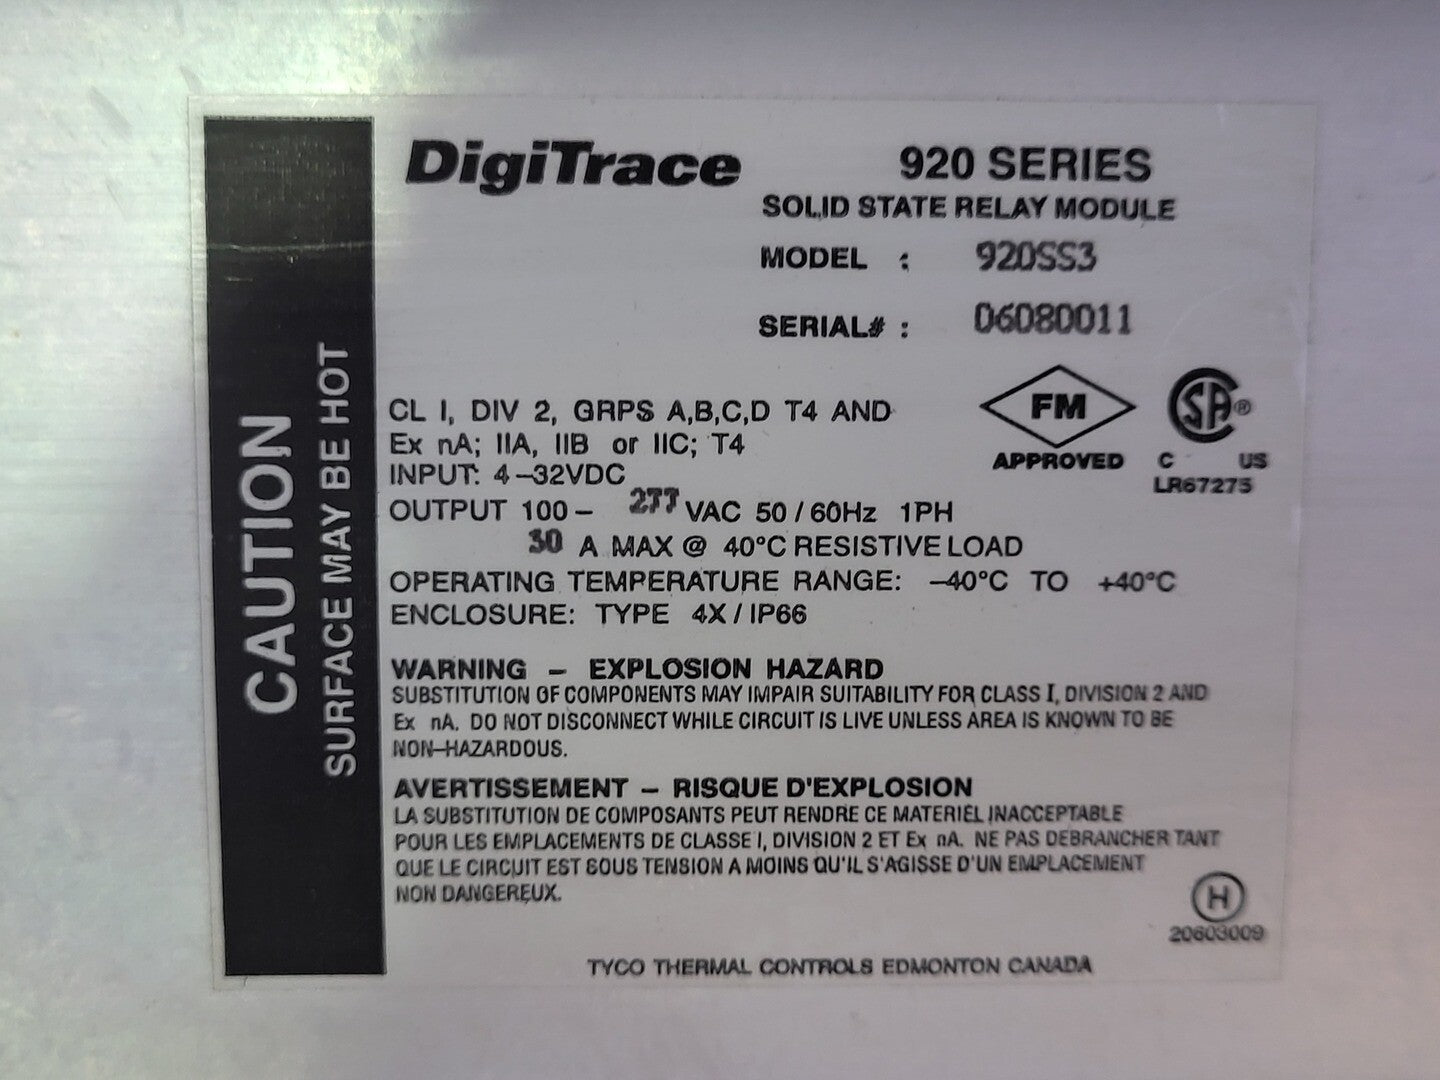 CAUTION
SURFACE MAY BE HOT
DigiTrace
920 SERIES
SOLID STATE RELAY MODULE
MODEL : 920SS3
SERIAL# : 06080011
CL I, DIV 2, GRPS A,B,C,D T4 AND
Ex nA; IIA, IIB or IIC; T4
INPUT: 4-32VDC
OUTPUT 100- 277 VAC 50/60Hz 1PH
30 A MAX @ 40°C RESISTIVE LOAD
OPERATING TEMPERATURE RANGE: -40°C TO +40°C
ENCLOSURE: TYPE 4X/IP66
FM
APPROVED
SA®
C US
LR67275
WARNING - EXPLOSION HAZARD
SUBSTITUTION OF COMPONENTS MAY IMPAIR SUITABILITY FOR CLASS I, DIVISION 2 AND
Ex nA. DO NOT DISCONNECT WHILE CIRCUIT IS LIVE UNLESS AREA IS KNOWN TO BE
NON-HAZARDOUS.
AVERTISSEMENT - RISQUE D'EXPLOSION
LA SUBSTITUTION DE COMPOSANTS PEUT RENDRE CE MATERIEL INACCEPTABLE
POUR LES EMPLACEMENTS DE CLASSE I, DIVISION 2 ET Ex nA. NE PAS DEBRANCHER TANT
QUE LE CIRCUIT EST SOUS TENSION A MOINS QU'IL S'AGISSE D'UN EMPLACEMENT
NON DANGEREUX.
H
20603009
TYCO THERMAL CONTROLS EDMONTON CANADA